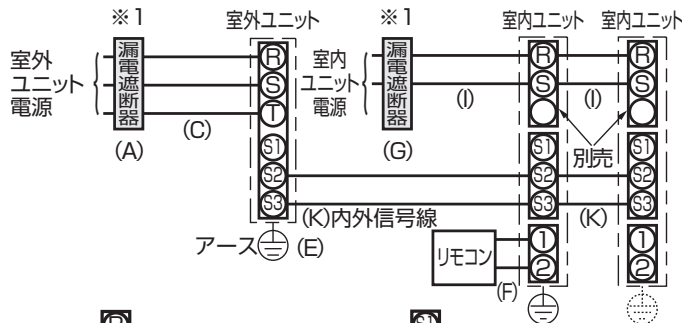 ※1
室外ユニット
※1
室内ユニット
室内ユニット
室外
ユニット
電源
漏電遮断器
R
S
T
室内
ユニット
電源
漏電遮断器
R
S
R
S
(C)
(I)
(I)
(A)
(G)
別売
S1
S2
S3
S1
S2
S3
S1
S2
S3
(K)内外信号線
(K)
アース
(E)
リモコン
(F)
1
2
1
2
R
S1